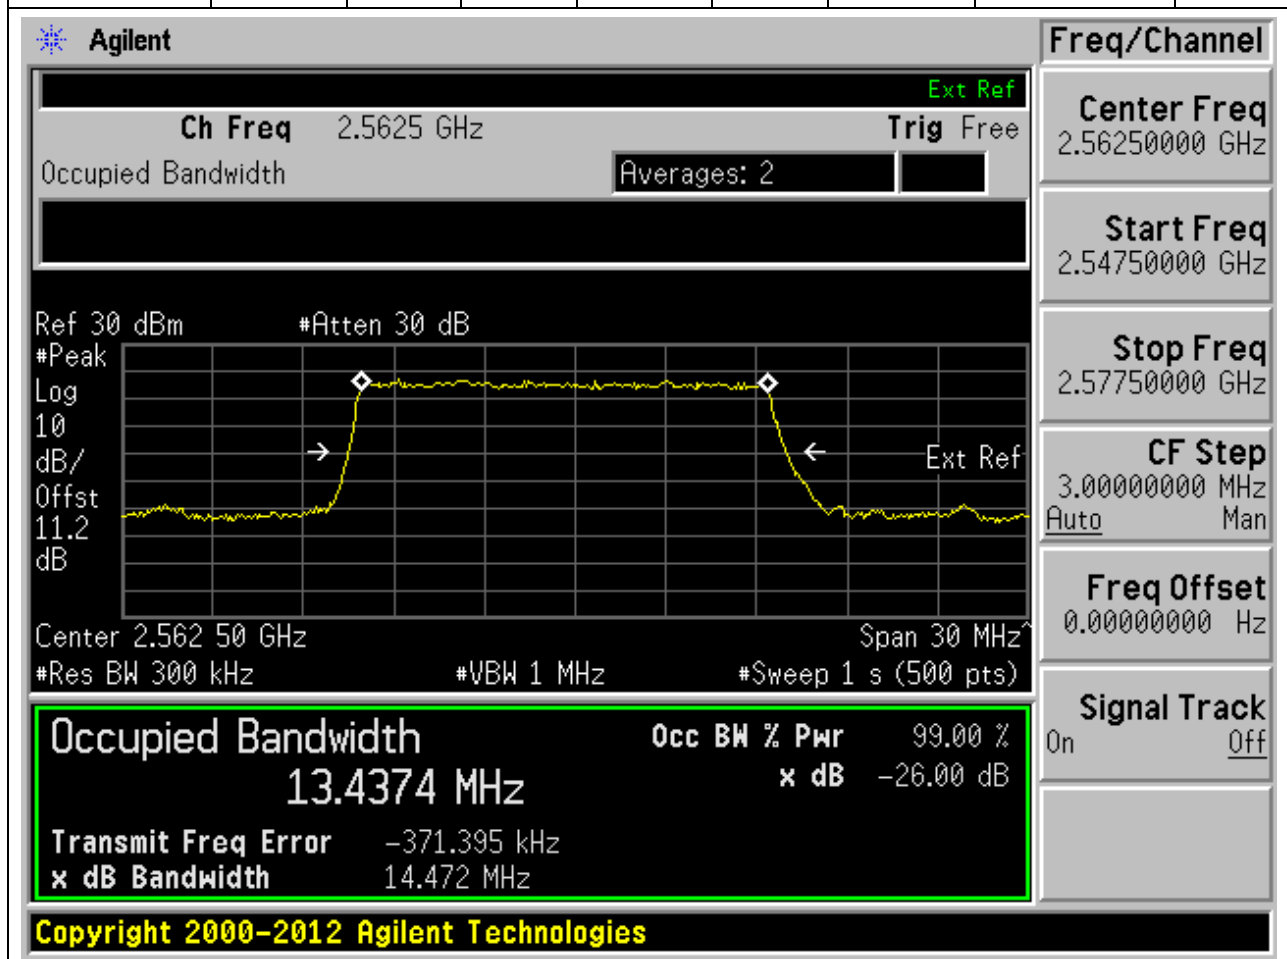 Agilent
Freq/Channel
Ext Ref
Ch Freq 2.5625 GHz Trig Free
Occupied Bandwidth Averages: 2
Center Freq
2.56250000 GHz
Start Freq
2.54750000 GHz
Stop Freq
2.57750000 GHz
CF Step
3.00000000 MHz
Auto Man
Freq Offset
0.00000000 Hz
Signal Track
On Off
Ref 30 dBm #Atten 30 dB
#Peak
Log
10
dB/
Offst
11.2
dB
Ext Ref
Center 2.562 50 GHz Span 30 MHz^
#Res BW 300 kHz #VBW 1 MHz #Sweep 1 s (500 pts)
Occupied Bandwidth Occ BW % Pwr 99.00 %
13.4374 MHz x dB -26.00 dB
Transmit Freq Error -371.395 kHz
x dB Bandwidth 14.472 MHz
Copyright 2000-2012 Agilent Technologies